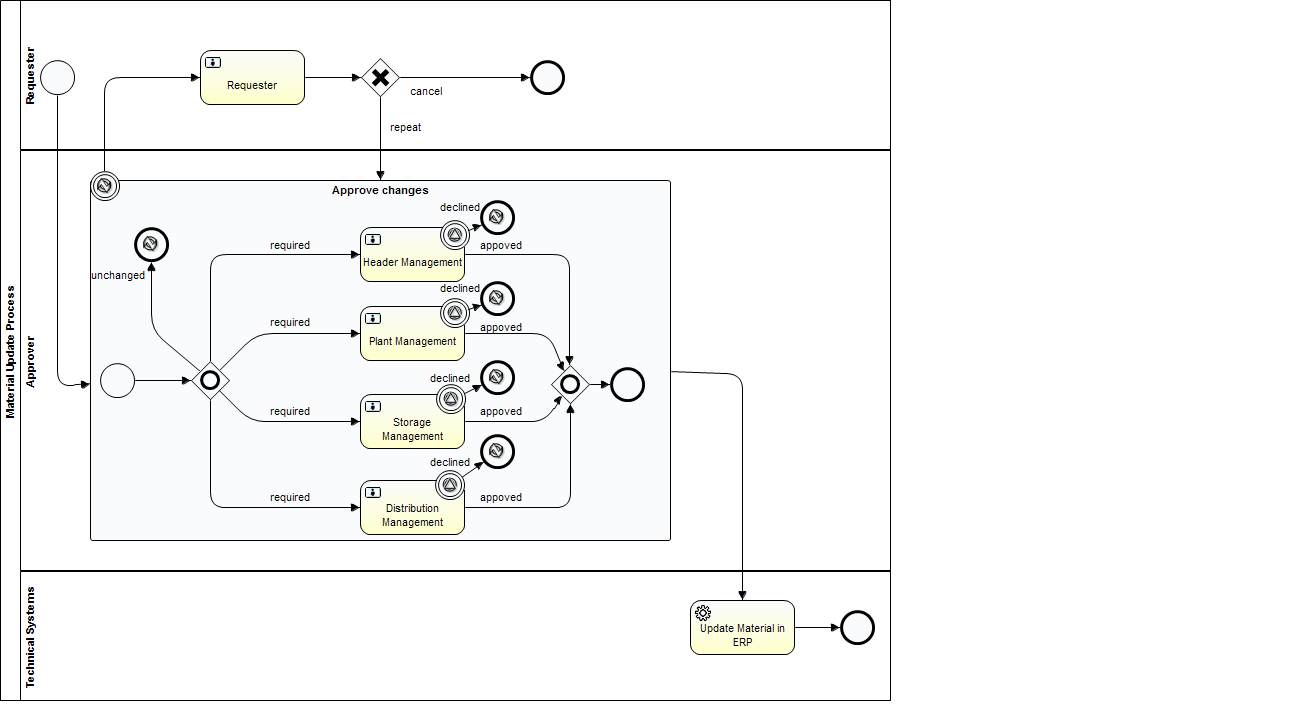 Material Update Process
Requester
Requester
cancel
repeat
Approver
Approve changes
unchanged
required
Header Management
declined
appoved
required
Plant Management
declined
appoved
required
Storage
Management
declined
appoved
required
Distribution
Management
declined
appoved
Technical Systems
Update Material in
ERP